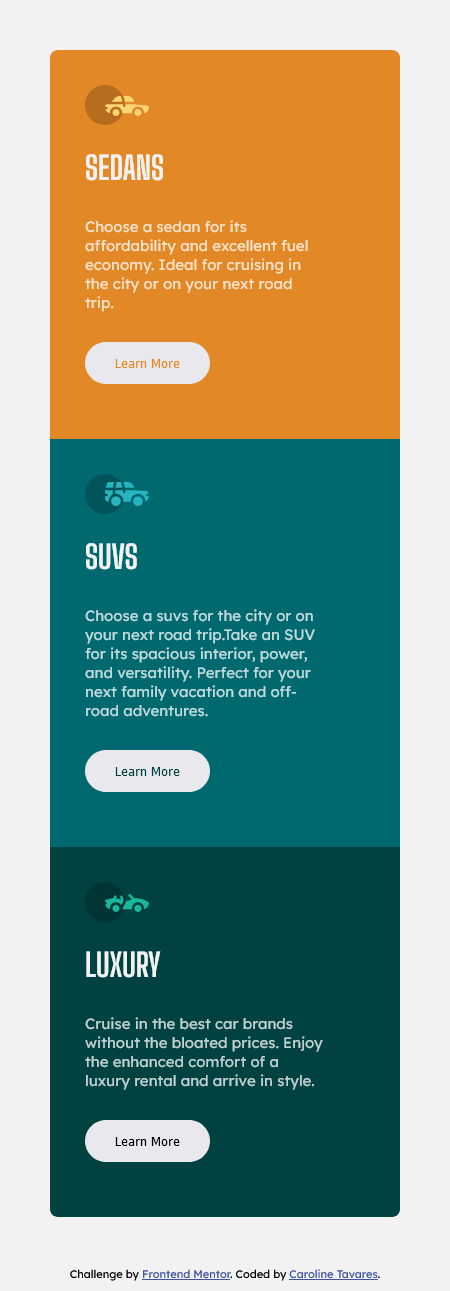 SEDANS
Choose a sedan for its
affordability and excellent fuel
economy. Ideal for cruising in
the city or on your next road
trip.
Learn More
SUVS
Choose a suvs for the city or on
your next road trip.Take an SUV
for its spacious interior, power,
and versatility. Perfect for your
next family vacation and off-
road adventures.
Learn More
LUXURY
Cruise in the best car brands
without the bloated prices. Enjoy
the enhanced comfort of a
luxury rental and arrive in style.
Learn More
Challenge by Frontend Mentor. Coded by Caroline Tavares.